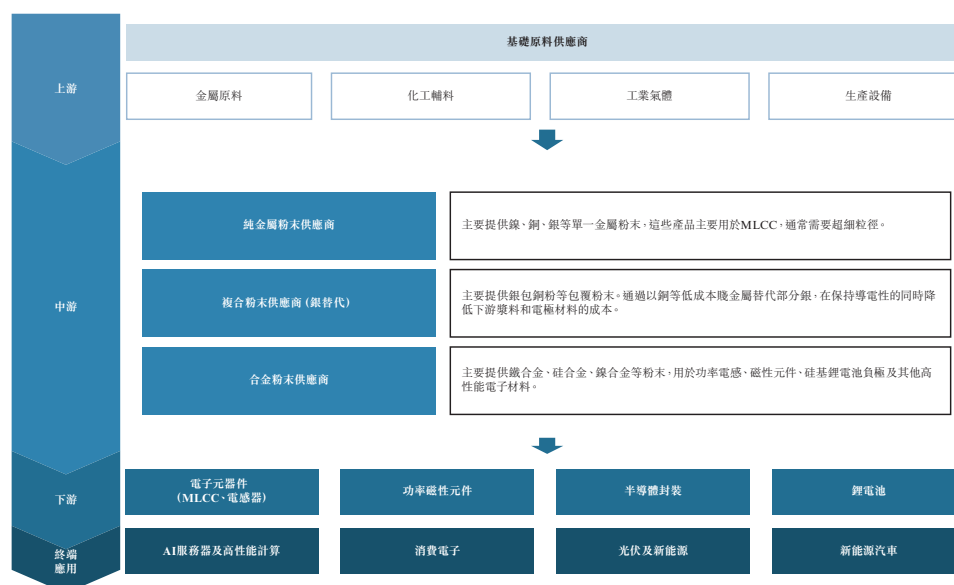 上游
基礎原料供應商
金屬原料
化工輔料
工業氣體
生產設備
中游
純金屬粉末供應商
主要提供鎳、銅、銀等單一金屬粉末,這些產品主要用於MLCC,通常需要超細粒徑。
複合粉末供應商(銀替代)
主要提供銀包銅粉等包覆粉末。通過以銅等低成本賤金屬替代部分銀,在保持導電性的同時降
低下游漿料和電極材料的成本。
合金粉末供應商
主要提供鐵合金、硅合金、鎳合金等粉末,用於功率電感、磁性元件、硅基鋰電池負極及其他高
性能電子材料。
下游
電子元器件
(MLCC、電感器)
功率磁性元件
半導體封裝
鋰電池
終端
應用
AI服務器及高性能計算
消費電子
光伏及新能源
新能源汽車